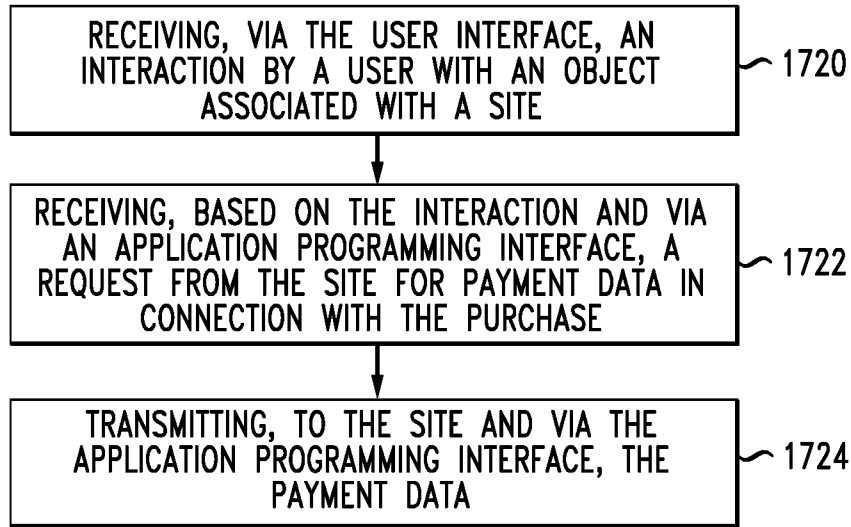 RECEIVING, VIA THE USER INTERFACE, AN
INTERACTION BY A USER WITH AN OBJECT
ASSOCIATED WITH A SITE
1720
RECEIVING, BASED ON THE INTERACTION AND VIA
AN APPLICATION PROGRAMMING INTERFACE, A
REQUEST FROM THE SITE FOR PAYMENT DATA IN
CONNECTION WITH THE PURCHASE
1722
TRANSMITTING, TO THE SITE AND VIA THE
APPLICATION PROGRAMMING INTERFACE, THE
PAYMENT DATA
1724